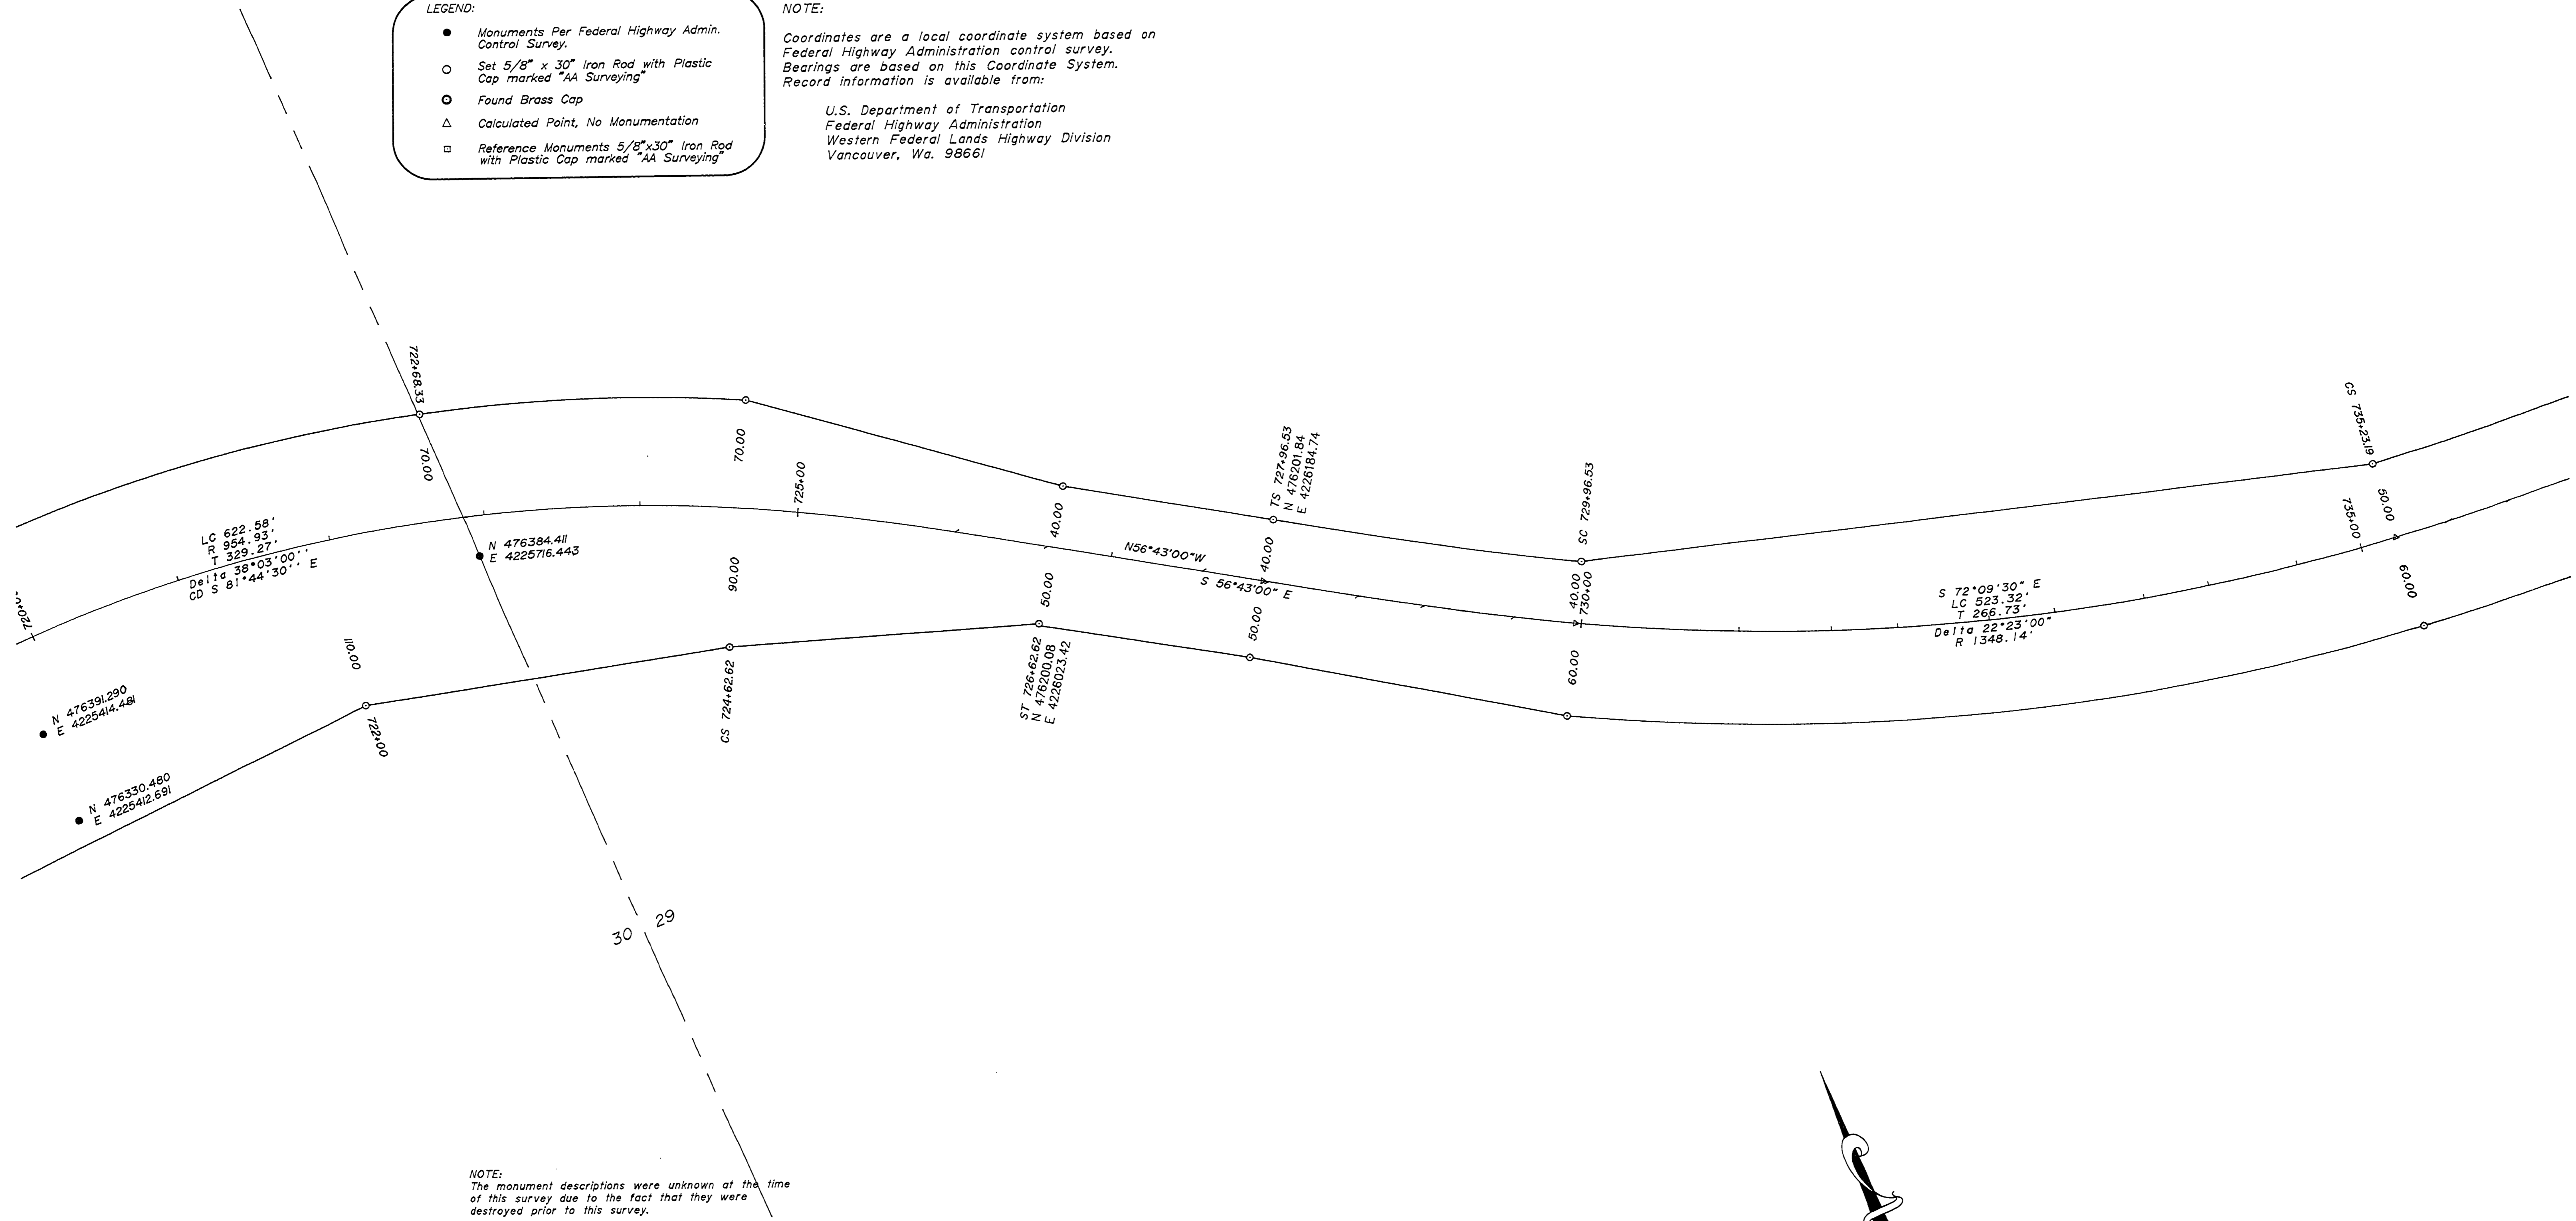 LEGEND:
Monuments Per Federal Highway Admin.
Control Survey.
Set 5/8" x 30" Iron Rod with Plastic
Cap marked "AA Surveying"
Found Brass Cap
Calculated Point, No Monumentation
Reference Monuments 5/8"x30" Iron Rod
with Plastic Cap marked "AA Surveying"
NOTE:
Coordinates are a local coordinate system based on
Federal Highway Administration control survey.
Bearings are based on this Coordinate System.
Record information is available from:
U.S. Department of Transportation
Federal Highway Administration
Western Federal Lands Highway Division
Vancouver, Wa. 98661
722+68.33
70.00
70.00
725+00
LC 622.58'
R 954.93'
T 329.27'
Delta 38°03'00''
CD S 81°44'30'' E
N 476384.411
E 4225716.443
90.00
110.00
722+00
N 476391.290
E 4225414.481
N 476330.480
E 4225412.691
CS 724+62.62
40.00
50.00
ST 726+62.62
N 476200.08
E 4226023.42
N56°43'00"W
S 56°43'00" E
TS 727+96.53
N 476201.84
E 4226184.74
40.00
50.00
SC 729+96.53
40.00
730+00
60.00
S 72°09'30" E
LC 523.32'
T 266.73'
Delta 22°23'00"
R 1348.14'
CS 735+23.19
50.00
735+00
60.00
30
29
NOTE:
The monument descriptions were unknown at the time
of this survey due to the fact that they were
destroyed prior to this survey.